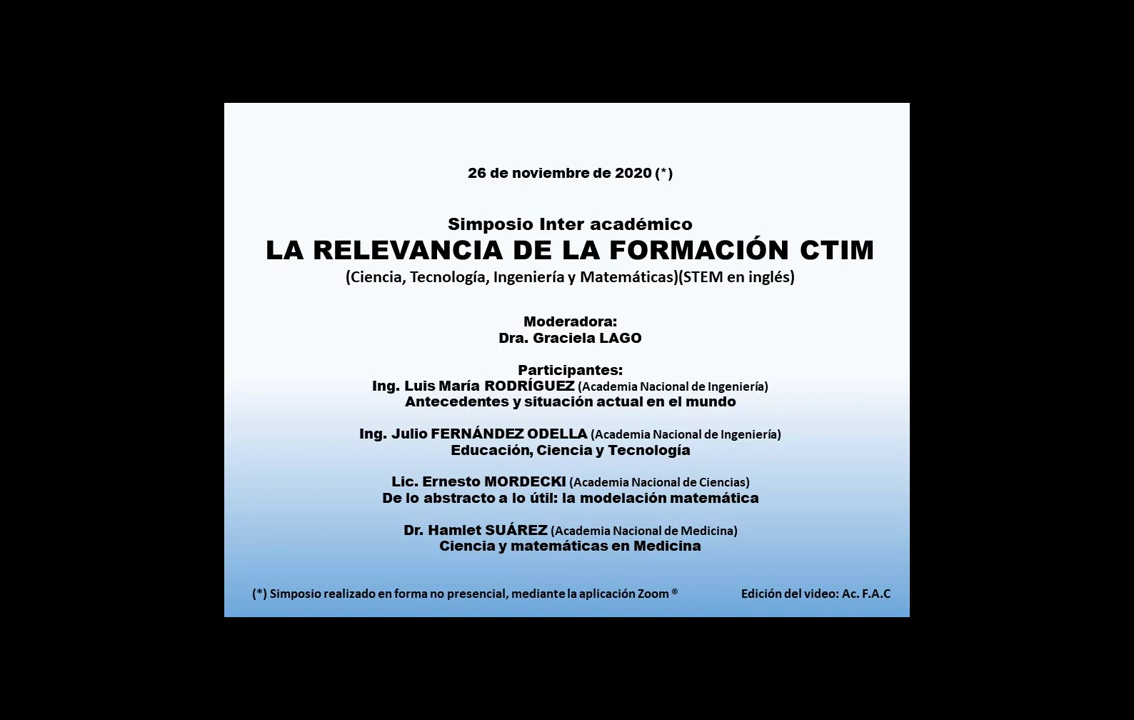 26 de noviembre de 2020 (*)
Simposio Inter académico
LA RELEVANCIA DE LA FORMACIÓN CTIM
(Ciencia, Tecnología, Ingeniería y Matemáticas)(STEM en inglés)
Moderadora:
Dra. Graciela LAGO
Participantes:
Ing. Luis María RODRÍGUEZ (Academia Nacional de Ingeniería)
Antecedentes y situación actual en el mundo
Ing. Julio FERNÁNDEZ ODELLA (Academia Nacional de Ingeniería)
Educación, Ciencia y Tecnología
Lic. Ernesto MORDECKI (Academia Nacional de Ciencias)
De lo abstracto a lo útil: la modelación matemática
Dr. Hamlet SUÁREZ (Academia Nacional de Medicina)
Ciencia y matemáticas en Medicina
(*) Simposio realizado en forma no presencial, mediante la aplicación Zoom ® Edición del video: Ac. F.A.C